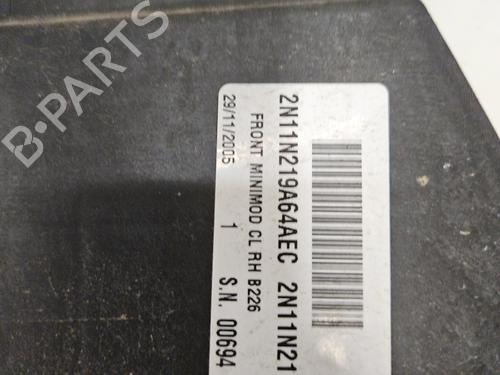 2N11N219A64AEC 2N11N21
FRONT MINIMOD CL RH B226
29/11/2005 1 S.N. 00694
B-PARTS